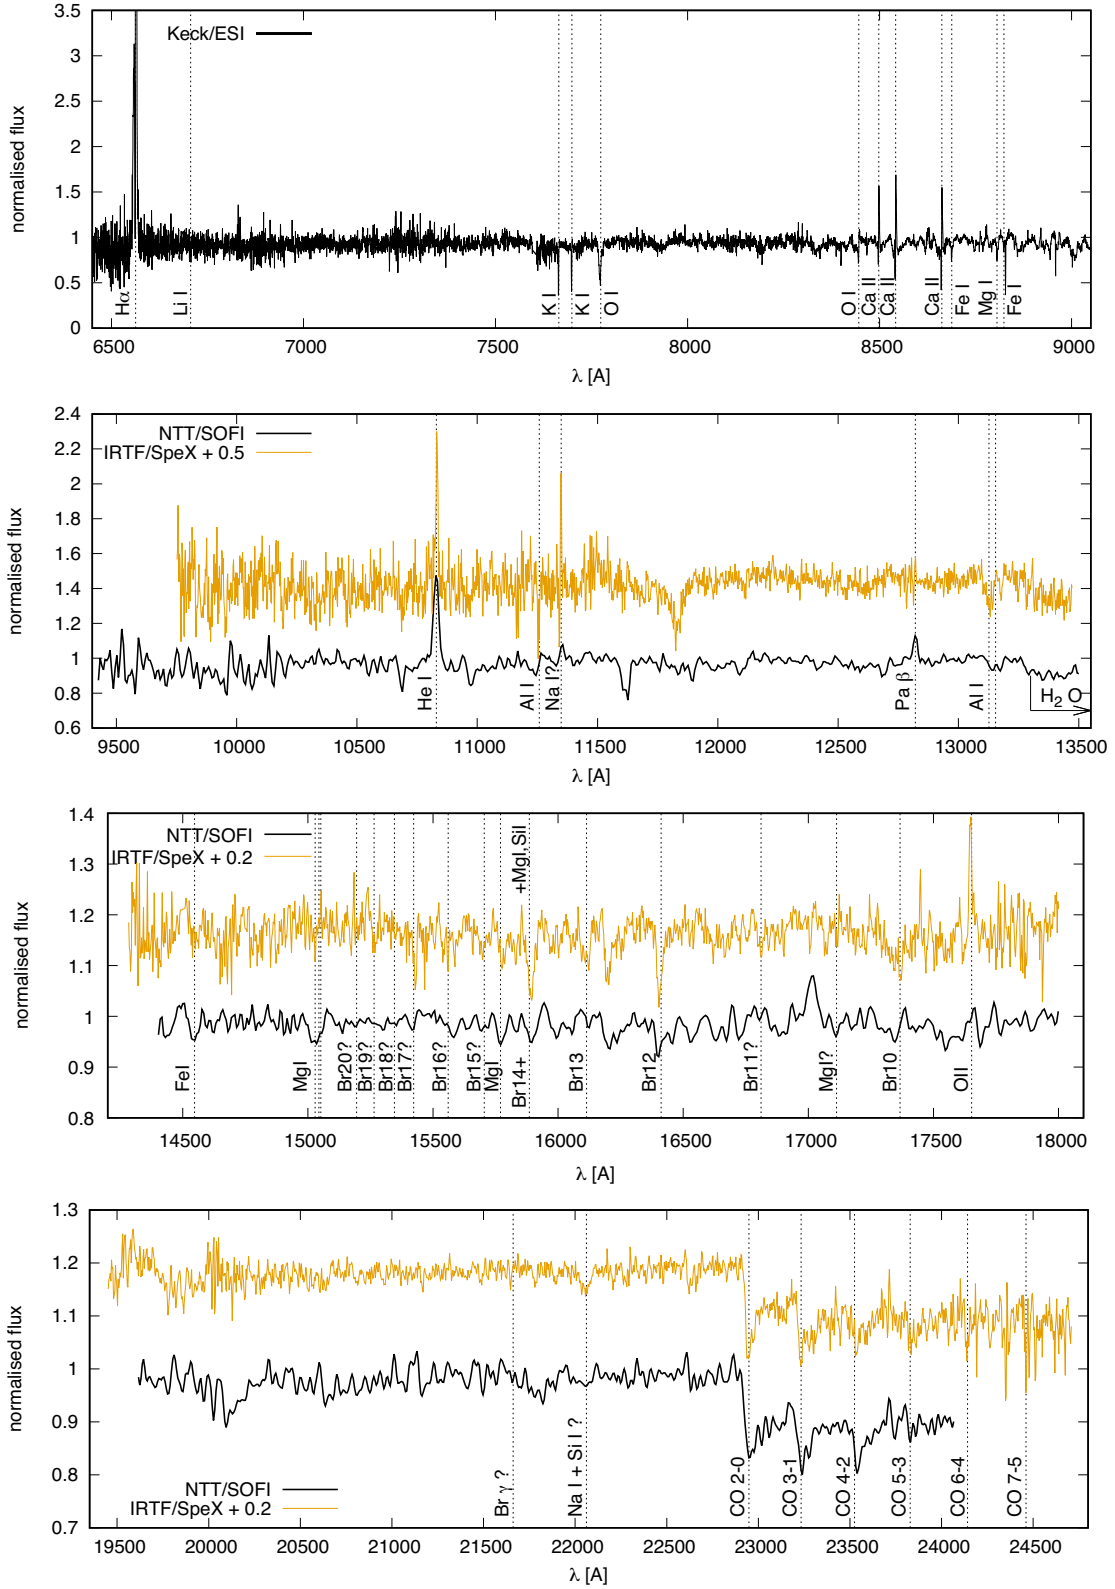 3.5
3
2.5
2
1.5
1
0.5
0
normalised flux
Keck/ESI
Hα
Li I
K I
K I
O I
O I
Ca II
Ca II
Ca II
Fe I
Mg I
Fe I
6500 7000 7500 8000 8500 9000
λ [A]
2.4
2.2
2
1.8
1.6
1.4
1.2
1
0.8
0.6
normalised flux
NTT/SOFI
IRTF/SpeX + 0.5
He I
Al I
Na I?
Pa β
Al I
H2 O
9500 10000 10500 11000 11500 12000 12500 13000 13500
λ [A]
1.4
1.3
1.2
1.1
1
0.9
0.8
normalised flux
NTT/SOFI
IRTF/SpeX + 0.2
FeI
MgI
Br20?
Br19?
Br18?
Br17?
Br16?
Br15?
MgI
Br14+
+MgI,SiI
Br13
Br12
Br11?
MgI?
Br10
OII
14500 15000 15500 16000 16500 17000 17500 18000
λ [A]
1.3
1.2
1.1
1
0.9
0.8
0.7
normalised flux
NTT/SOFI
IRTF/SpeX + 0.2
Br γ ?
Na I + Si I ?
CO 2-0
CO 3-1
CO 4-2
CO 5-3
CO 6-4
CO 7-5
19500 20000 20500 21000 21500 22000 22500 23000 23500 24000 24500
λ [A]